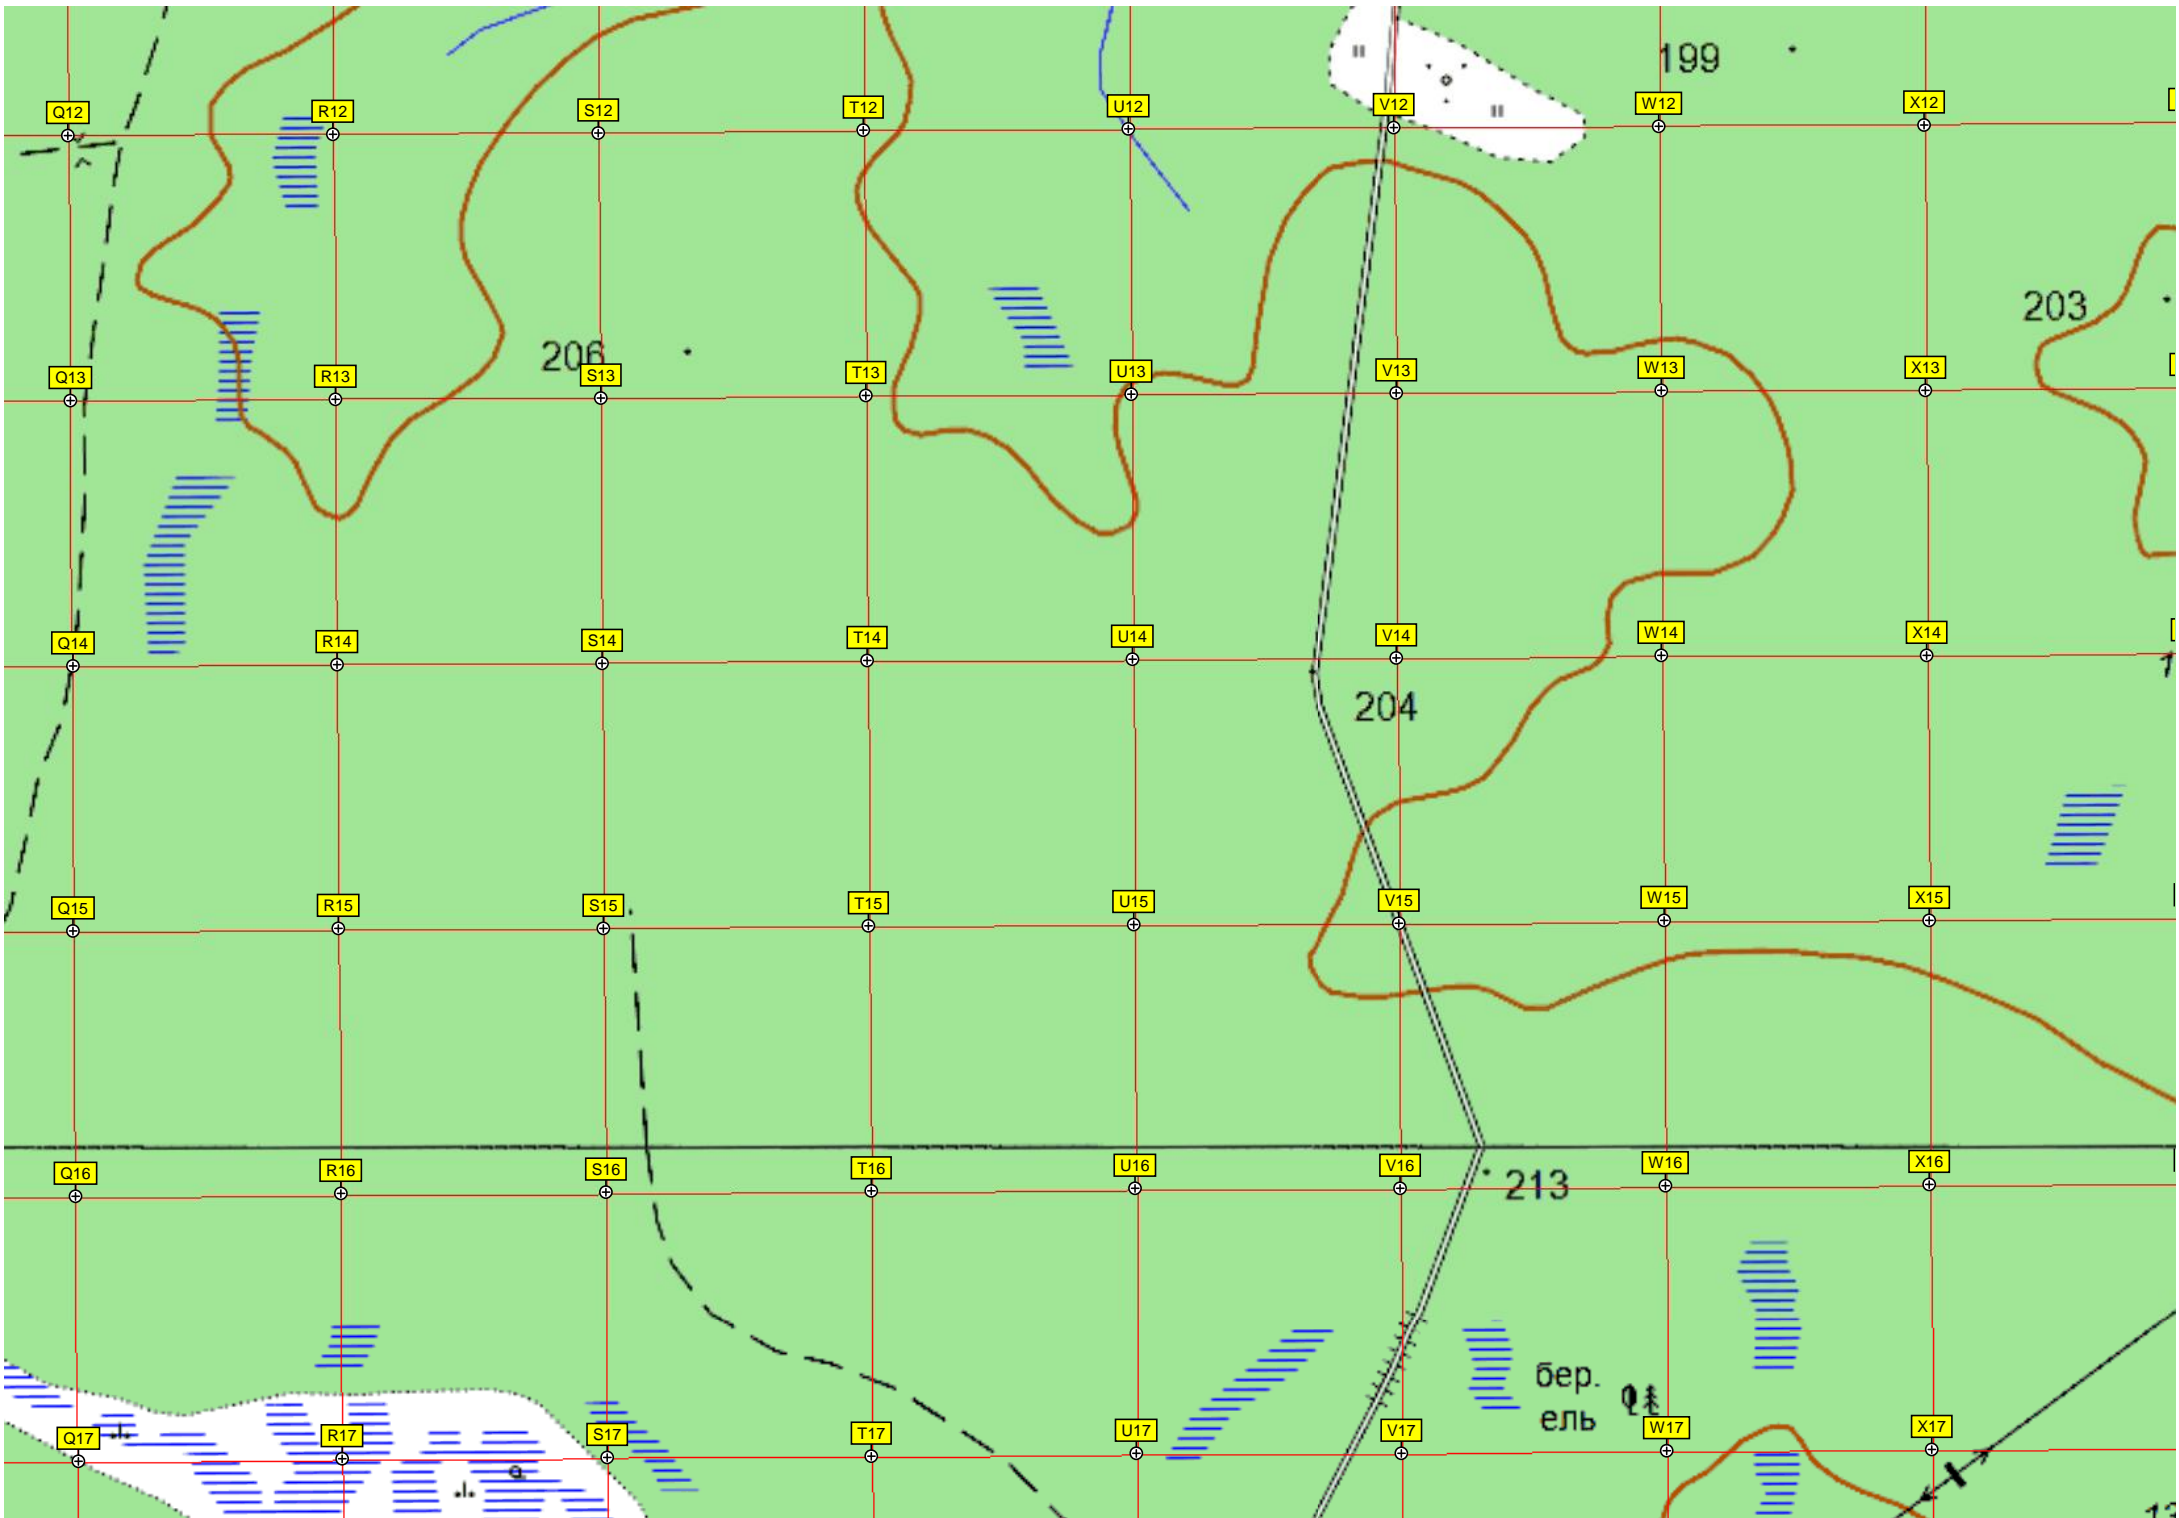 199
Q12 R12 S12 T12 U12 V12 W12 X12
203
206
Q13 R13 S13 T13 U13 V13 W13 X13
Q14 R14 S14 T14 U14 V14 W14 X14
204
Q15 R15 S15 T15 U15 V15 W15 X15
Q16 R16 S16 T16 U16 V16 W16 X16
213
бер.
ель
Q17 R17 S17 T17 U17 V17 W17 X17